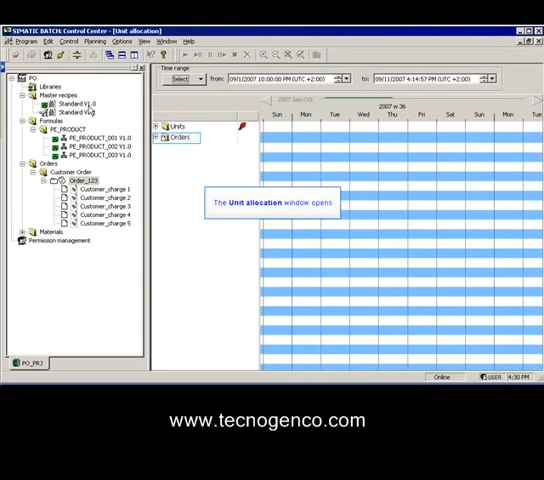 SIMATIC BATCH: Control Center - [Unit allocation]
Program Edit Control Planning Options View Window Help
Time range
Select from: 09/1/2007 10:00:00 PM (UTC +2:00) to: 09/11/2007 4:14:57 PM (UTC +2:00)
PO
Libraries
Master recipes
Standard V1.0
Standard
Formulas
PE_PRODUCT
PE_PRODUCT_001 V1.0
PE_PRODUCT_002 V1.0
PE_PRODUCT_003 V1.0
Orders
Customer Order
Order_123
Customer_charge 1
Customer_charge 2
Customer_charge 3
Customer_charge 4
Customer_charge 5
Materials
Permission management
2007 Sep-Oct
2007 w 36
Sun Mon Tue Wed Thu Fri Sat Sun
Units
Orders
The Unit allocation window opens
PO_PRJ
Online USER 4:30 PM
www.tecnogenco.com